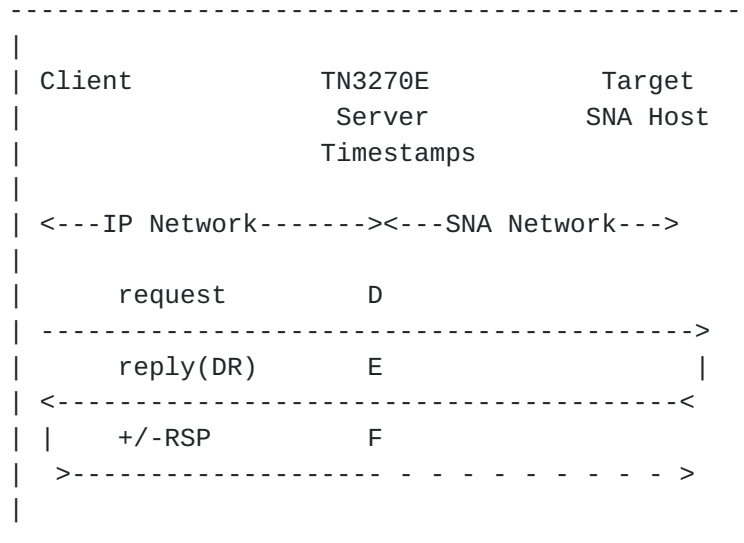 -----------------------------------------------
|
| Client            TN3270E           Target
|                    Server          SNA Host
|                   Timestamps
|
| <---IP Network-------><---SNA Network--->
|
|      request         D
| ------------------------------------------>
|      reply(DR)       E                    |
| <----------------------------------------<
| |    +/-RSP          F
|  >-------------------- - - - - - - - - >
|